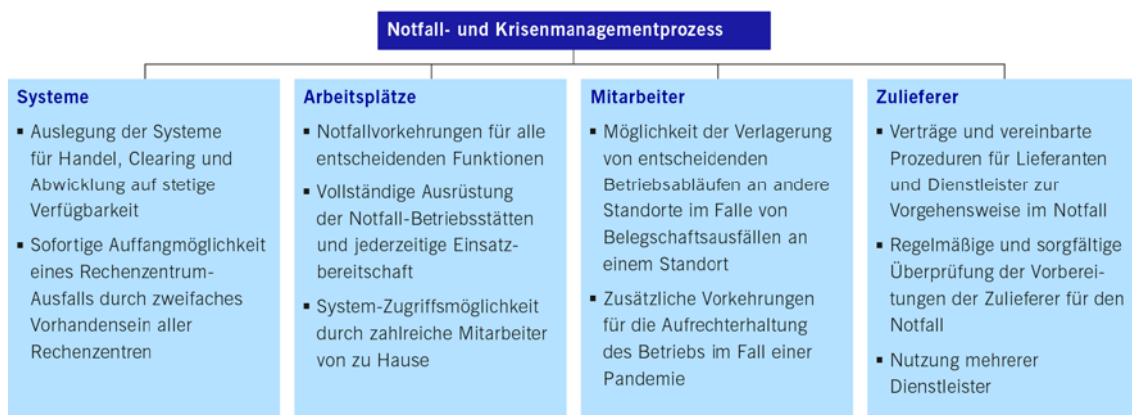 Notfall- und Krisenmanagementprozess
Systeme
▪ Auslegung der Systeme
für Handel, Clearing und
Abwicklung auf stetige
Verfügbarkeit
▪ Sofortige Auffangmöglichkeit
eines Rechenzentrum-
Ausfalls durch zweifaches
Vorhandensein aller
Rechenzentren
Arbeitsplätze
▪ Notfallvorkehrungen für alle
entscheidenden Funktionen
▪ Vollständige Ausrüstung
der Notfall-Betriebsstätten
und jederzeitige Einsatz-
bereitschaft
▪ System-Zugriffsmöglichkeit
durch zahlreiche Mitarbeiter
von zu Hause
Mitarbeiter
▪ Möglichkeit der Verlagerung
von entscheidenden
Betriebsabläufen an andere
Standorte im Falle von
Belegschaftsausfällen an
einem Standort
▪ Zusätzliche Vorkehrungen
für die Aufrechterhaltung
des Betriebs im Fall einer
Pandemie
Zulieferer
▪ Verträge und vereinbarte
Prozeduren für Lieferanten
und Dienstleister zur
Vorgehensweise im Notfall
▪ Regelmäßige und sorgfältige
Überprüfung der Vorberei-
tungen der Zulieferer für den
Notfall
▪ Nutzung mehrerer
Dienstleister